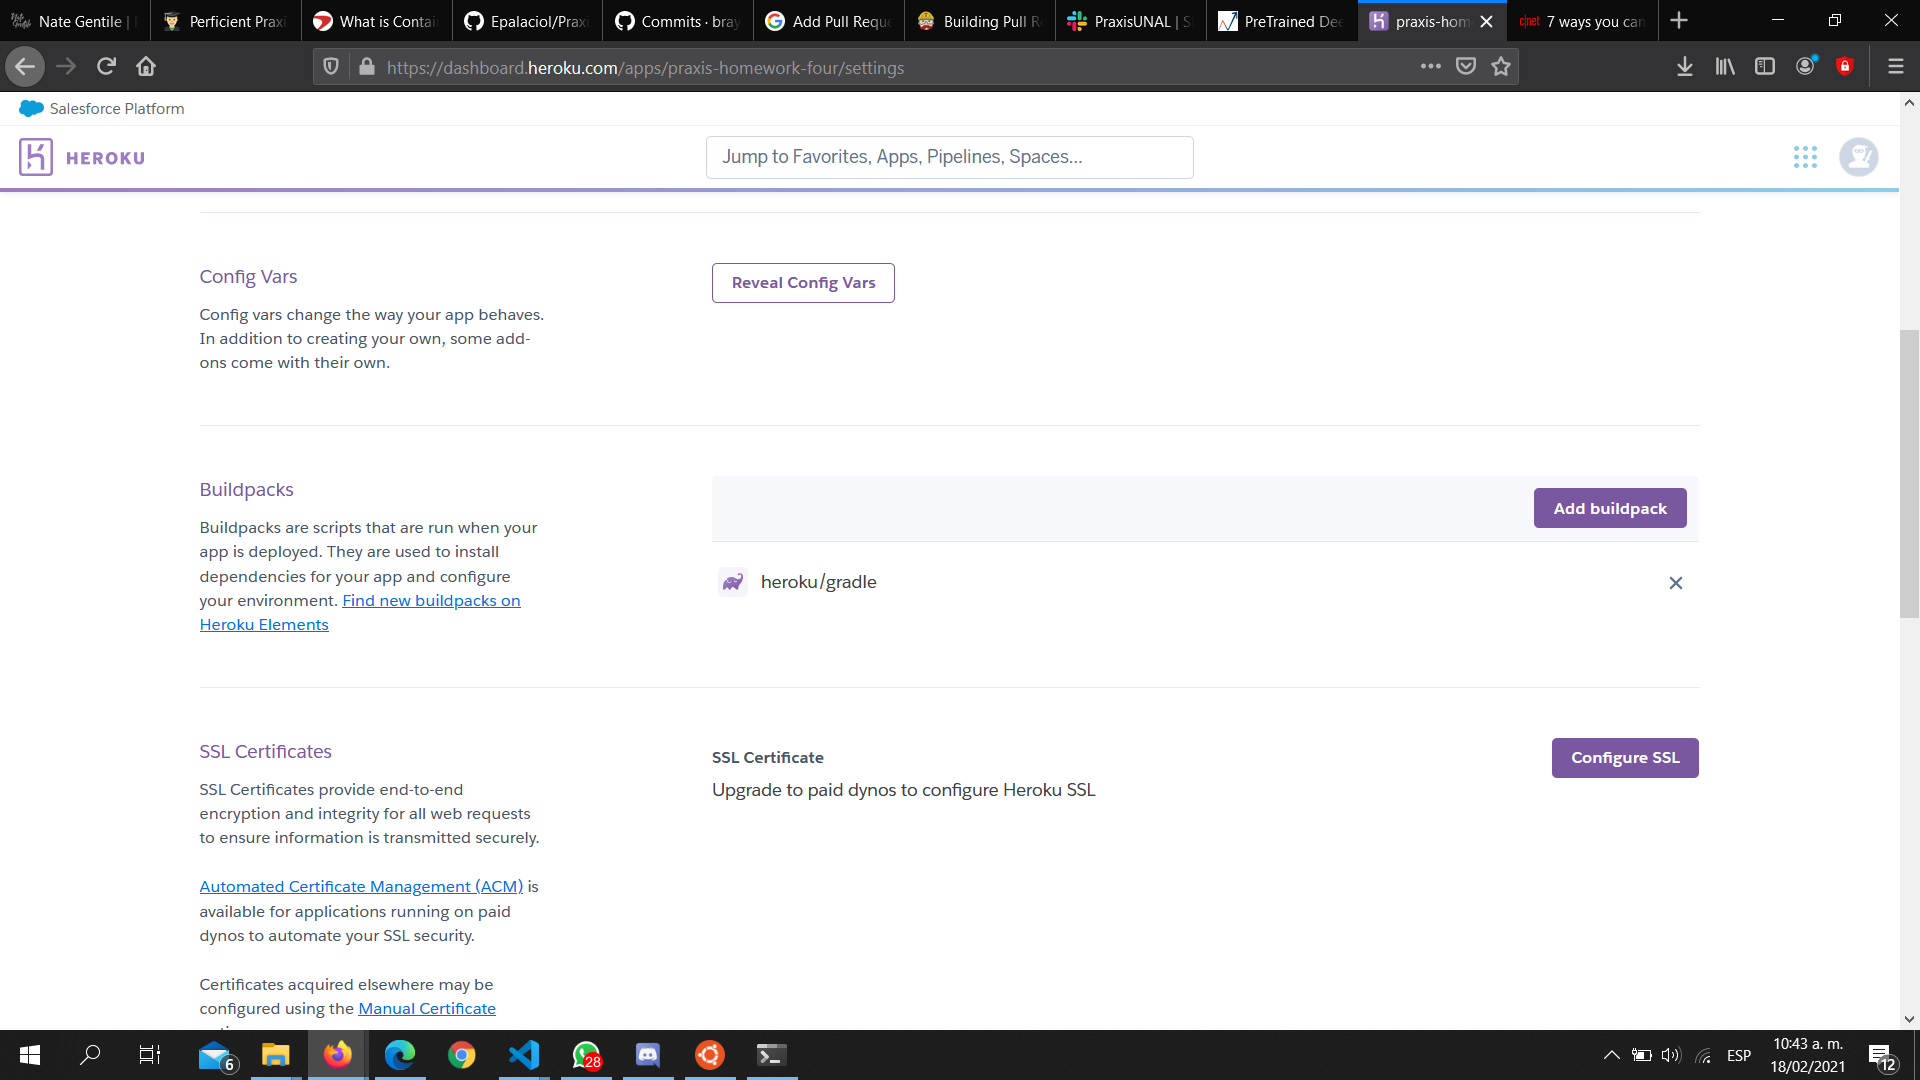 Nate Gentile |
Perficient Praxi
What is Contai
Epalaciol/Praxi
Commits · bray
Add Pull Reque
Building Pull R
PraxisUNAL | S
PreTrained Dee
praxis-hom
cnet 7 ways you can
https://dashboard.heroku.com/apps/praxis-homework-four/settings
Salesforce Platform
HEROKU
Jump to Favorites, Apps, Pipelines, Spaces...
Config Vars
Config vars change the way your app behaves.
In addition to creating your own, some add-
ons come with their own.
Reveal Config Vars
Buildpacks
Buildpacks are scripts that are run when your
app is deployed. They are used to install
dependencies for your app and configure
your environment. Find new buildpacks on
Heroku Elements
Add buildpack
heroku/gradle
SSL Certificates
SSL Certificates provide end-to-end
encryption and integrity for all web requests
to ensure information is transmitted securely.
Automated Certificate Management (ACM) is
available for applications running on paid
dynos to automate your SSL security.
Certificates acquired elsewhere may be
configured using the Manual Certificate
SSL Certificate
Upgrade to paid dynos to configure Heroku SSL
Configure SSL
6
28
ESP
10:43 a. m.
18/02/2021
12